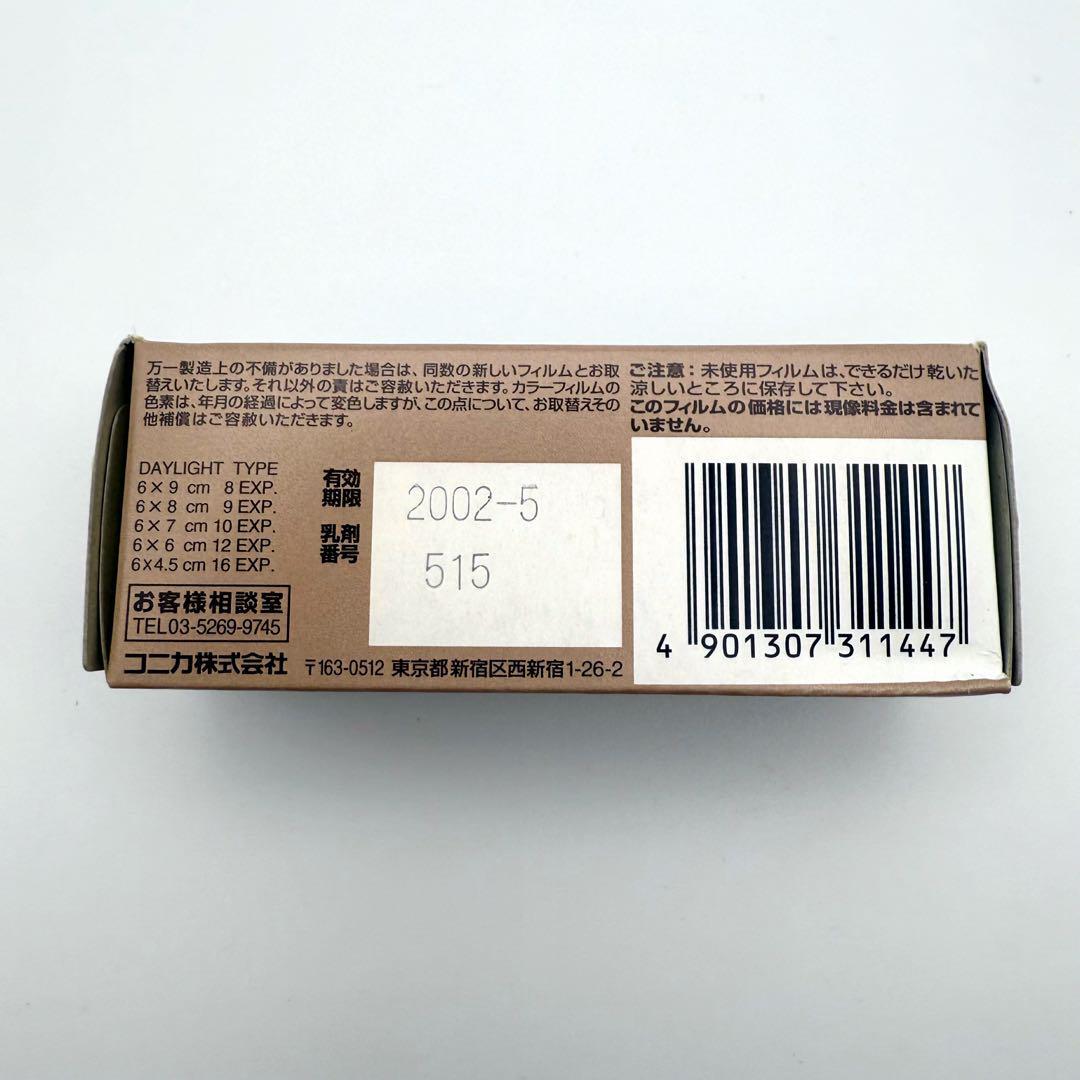 万一製造上の不備がありました場合は、同数の新しいフィルムとお取
替えいたします。それ以外の責はご容赦いただきます。カラーフィルムの
色素は、年月の経過によって変色しますが、この点について、お取替えその
他補償はご容赦いただきます。
ご注意：未使用フィルムは、できるだけ乾いた
涼しいところに保存して下さい。
このフィルムの価格には現像料金は含まれて
いません。
DAYLIGHT TYPE
6×9 cm 8 EXP.
6×8 cm 9 EXP.
6×7 cm 10 EXP.
6×6 cm 12 EXP.
6×4.5 cm 16 EXP.
有効
期限
2002-5
乳剤
番号
515
お客様相談室
TEL03-5269-9745
コニカ株式会社 〒163-0512 東京都新宿区西新宿1-26-2
4 901307 311447